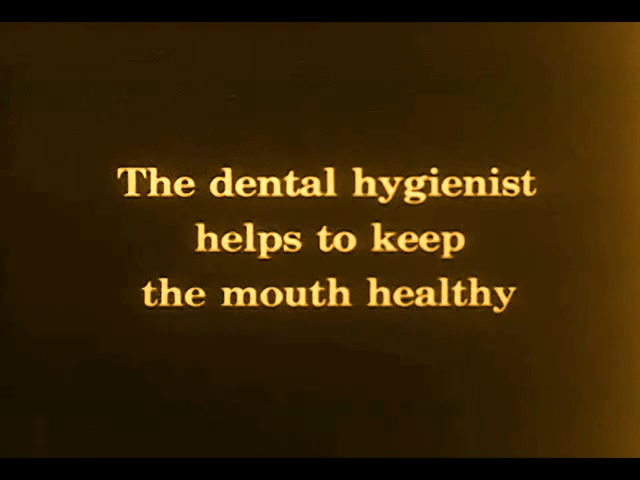 The dental hygienist
helps to keep
the mouth healthy